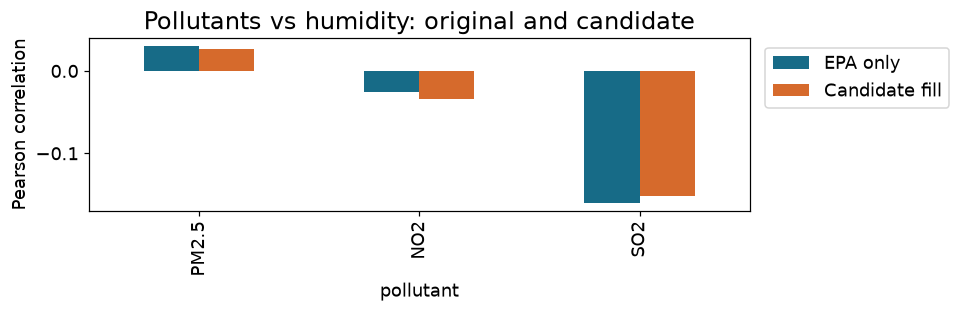 Pollutants vs humidity: original and candidate
Pearson correlation
0.0
−0.1
PM2.5
NO2
SO2
pollutant
EPA only
Candidate fill